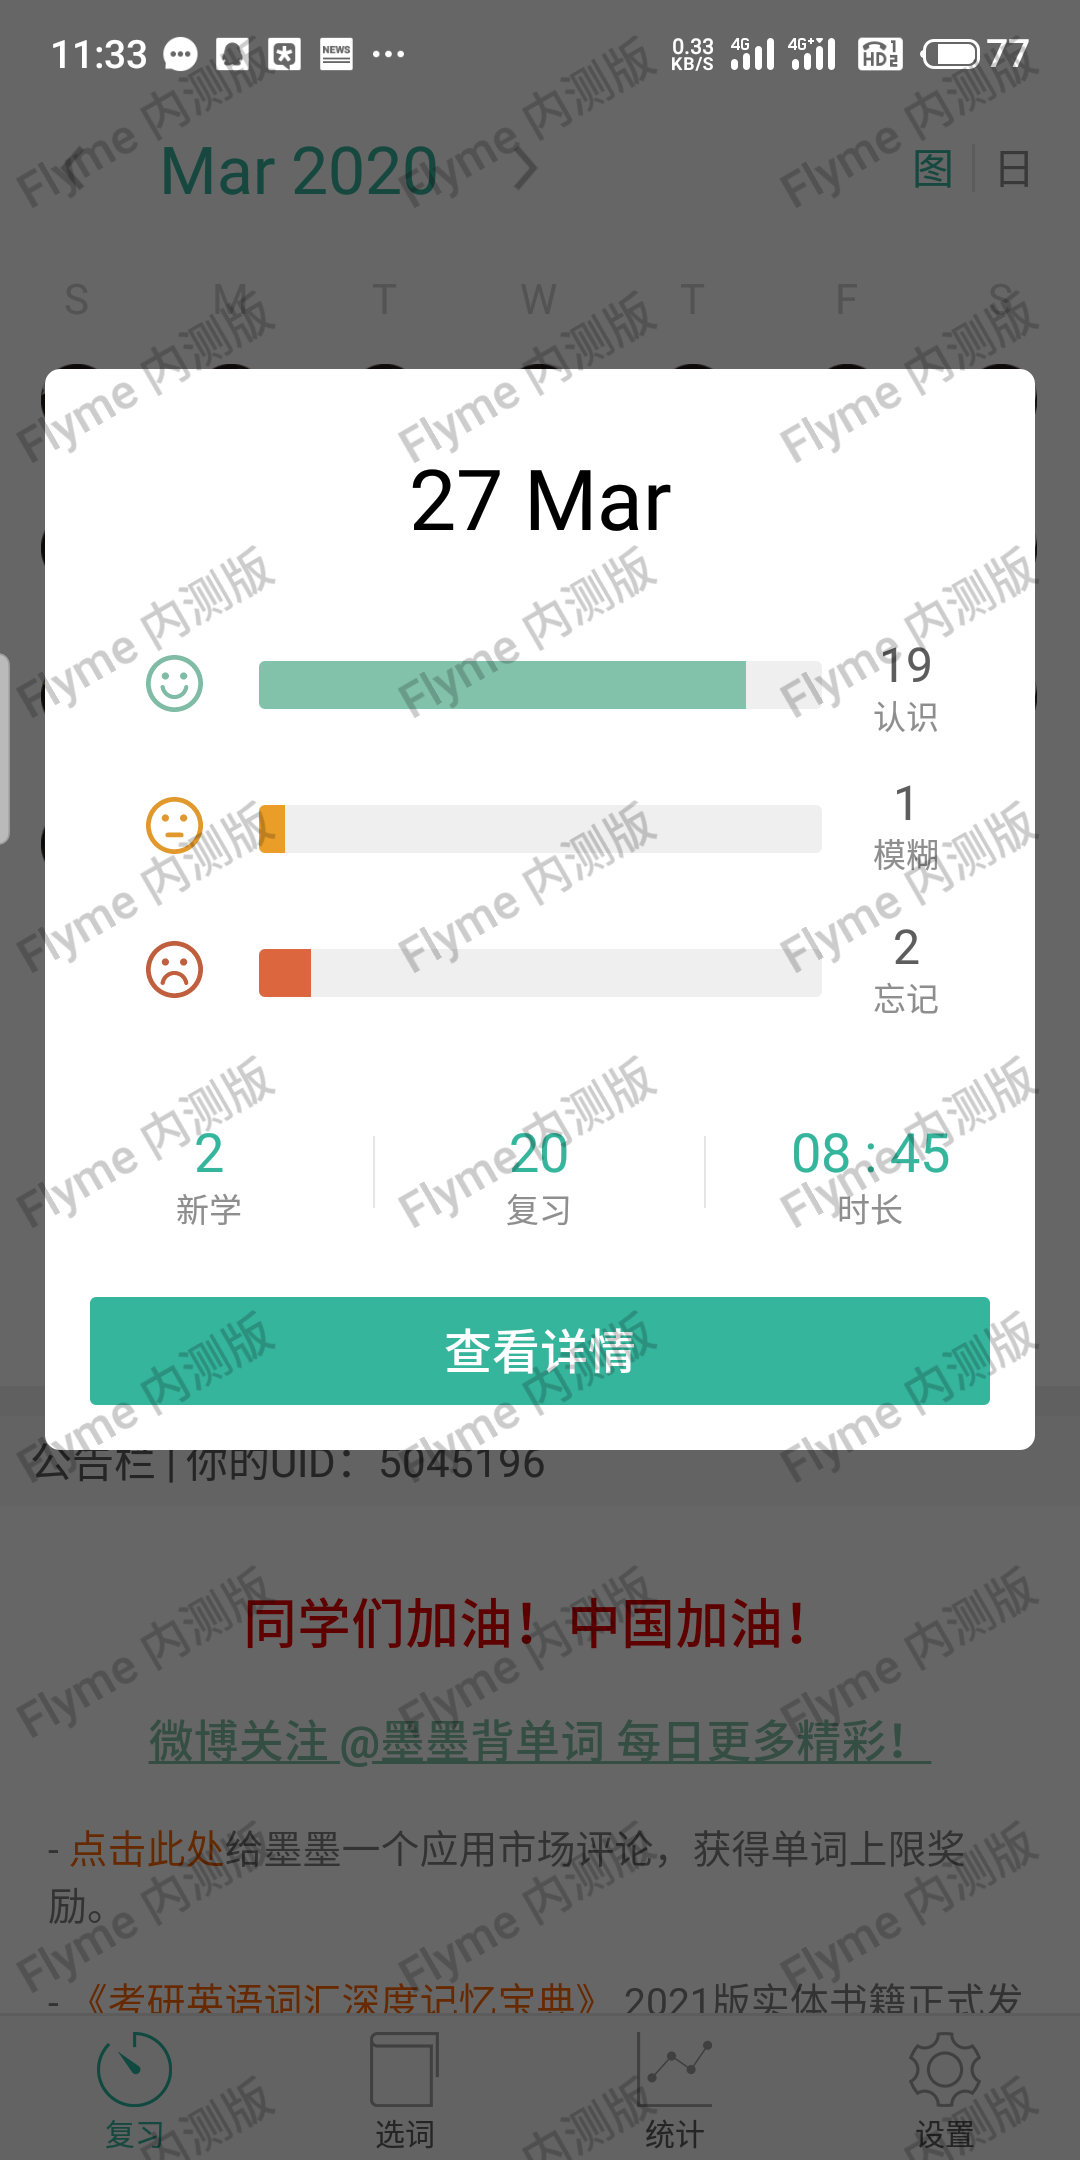 11:33 NEWS ... 0.33 KB/S 4G 4G+ HD 1 2 77
Mar 2020 图 日
S M T W T F S
27 Mar
19
认识
1
模糊
2
忘记
2 20 08 : 45
新学 复习 时长
查看详情
公告栏 | 你的UID：5045196
同学们加油！中国加油！
微博关注 @墨墨背单词 每日更多精彩！
- 点击此处给墨墨一个应用市场评论，获得单词上限奖
励。
- 《考研英语词汇深度记忆宝典》 2021版实体书籍正式发
复习 选词 统计 设置
Flyme 内测版